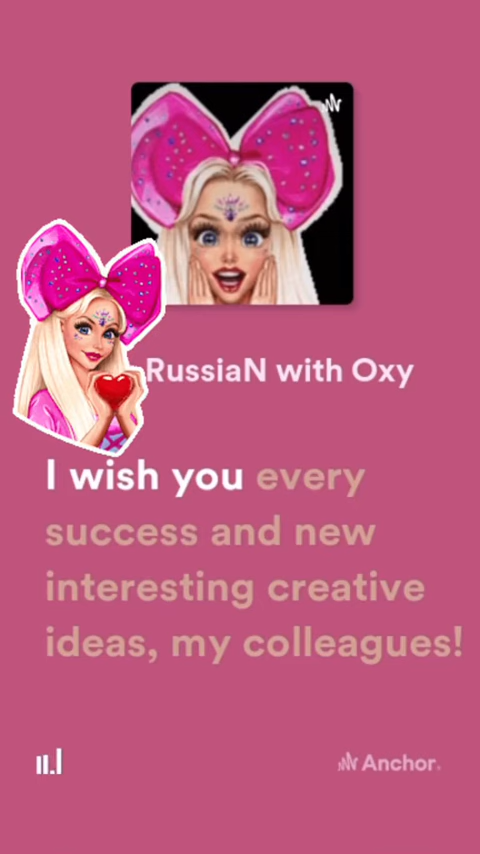 RussiaN with Oxy
I wish you every
success and new
interesting creative
ideas, my colleagues!
Anchor